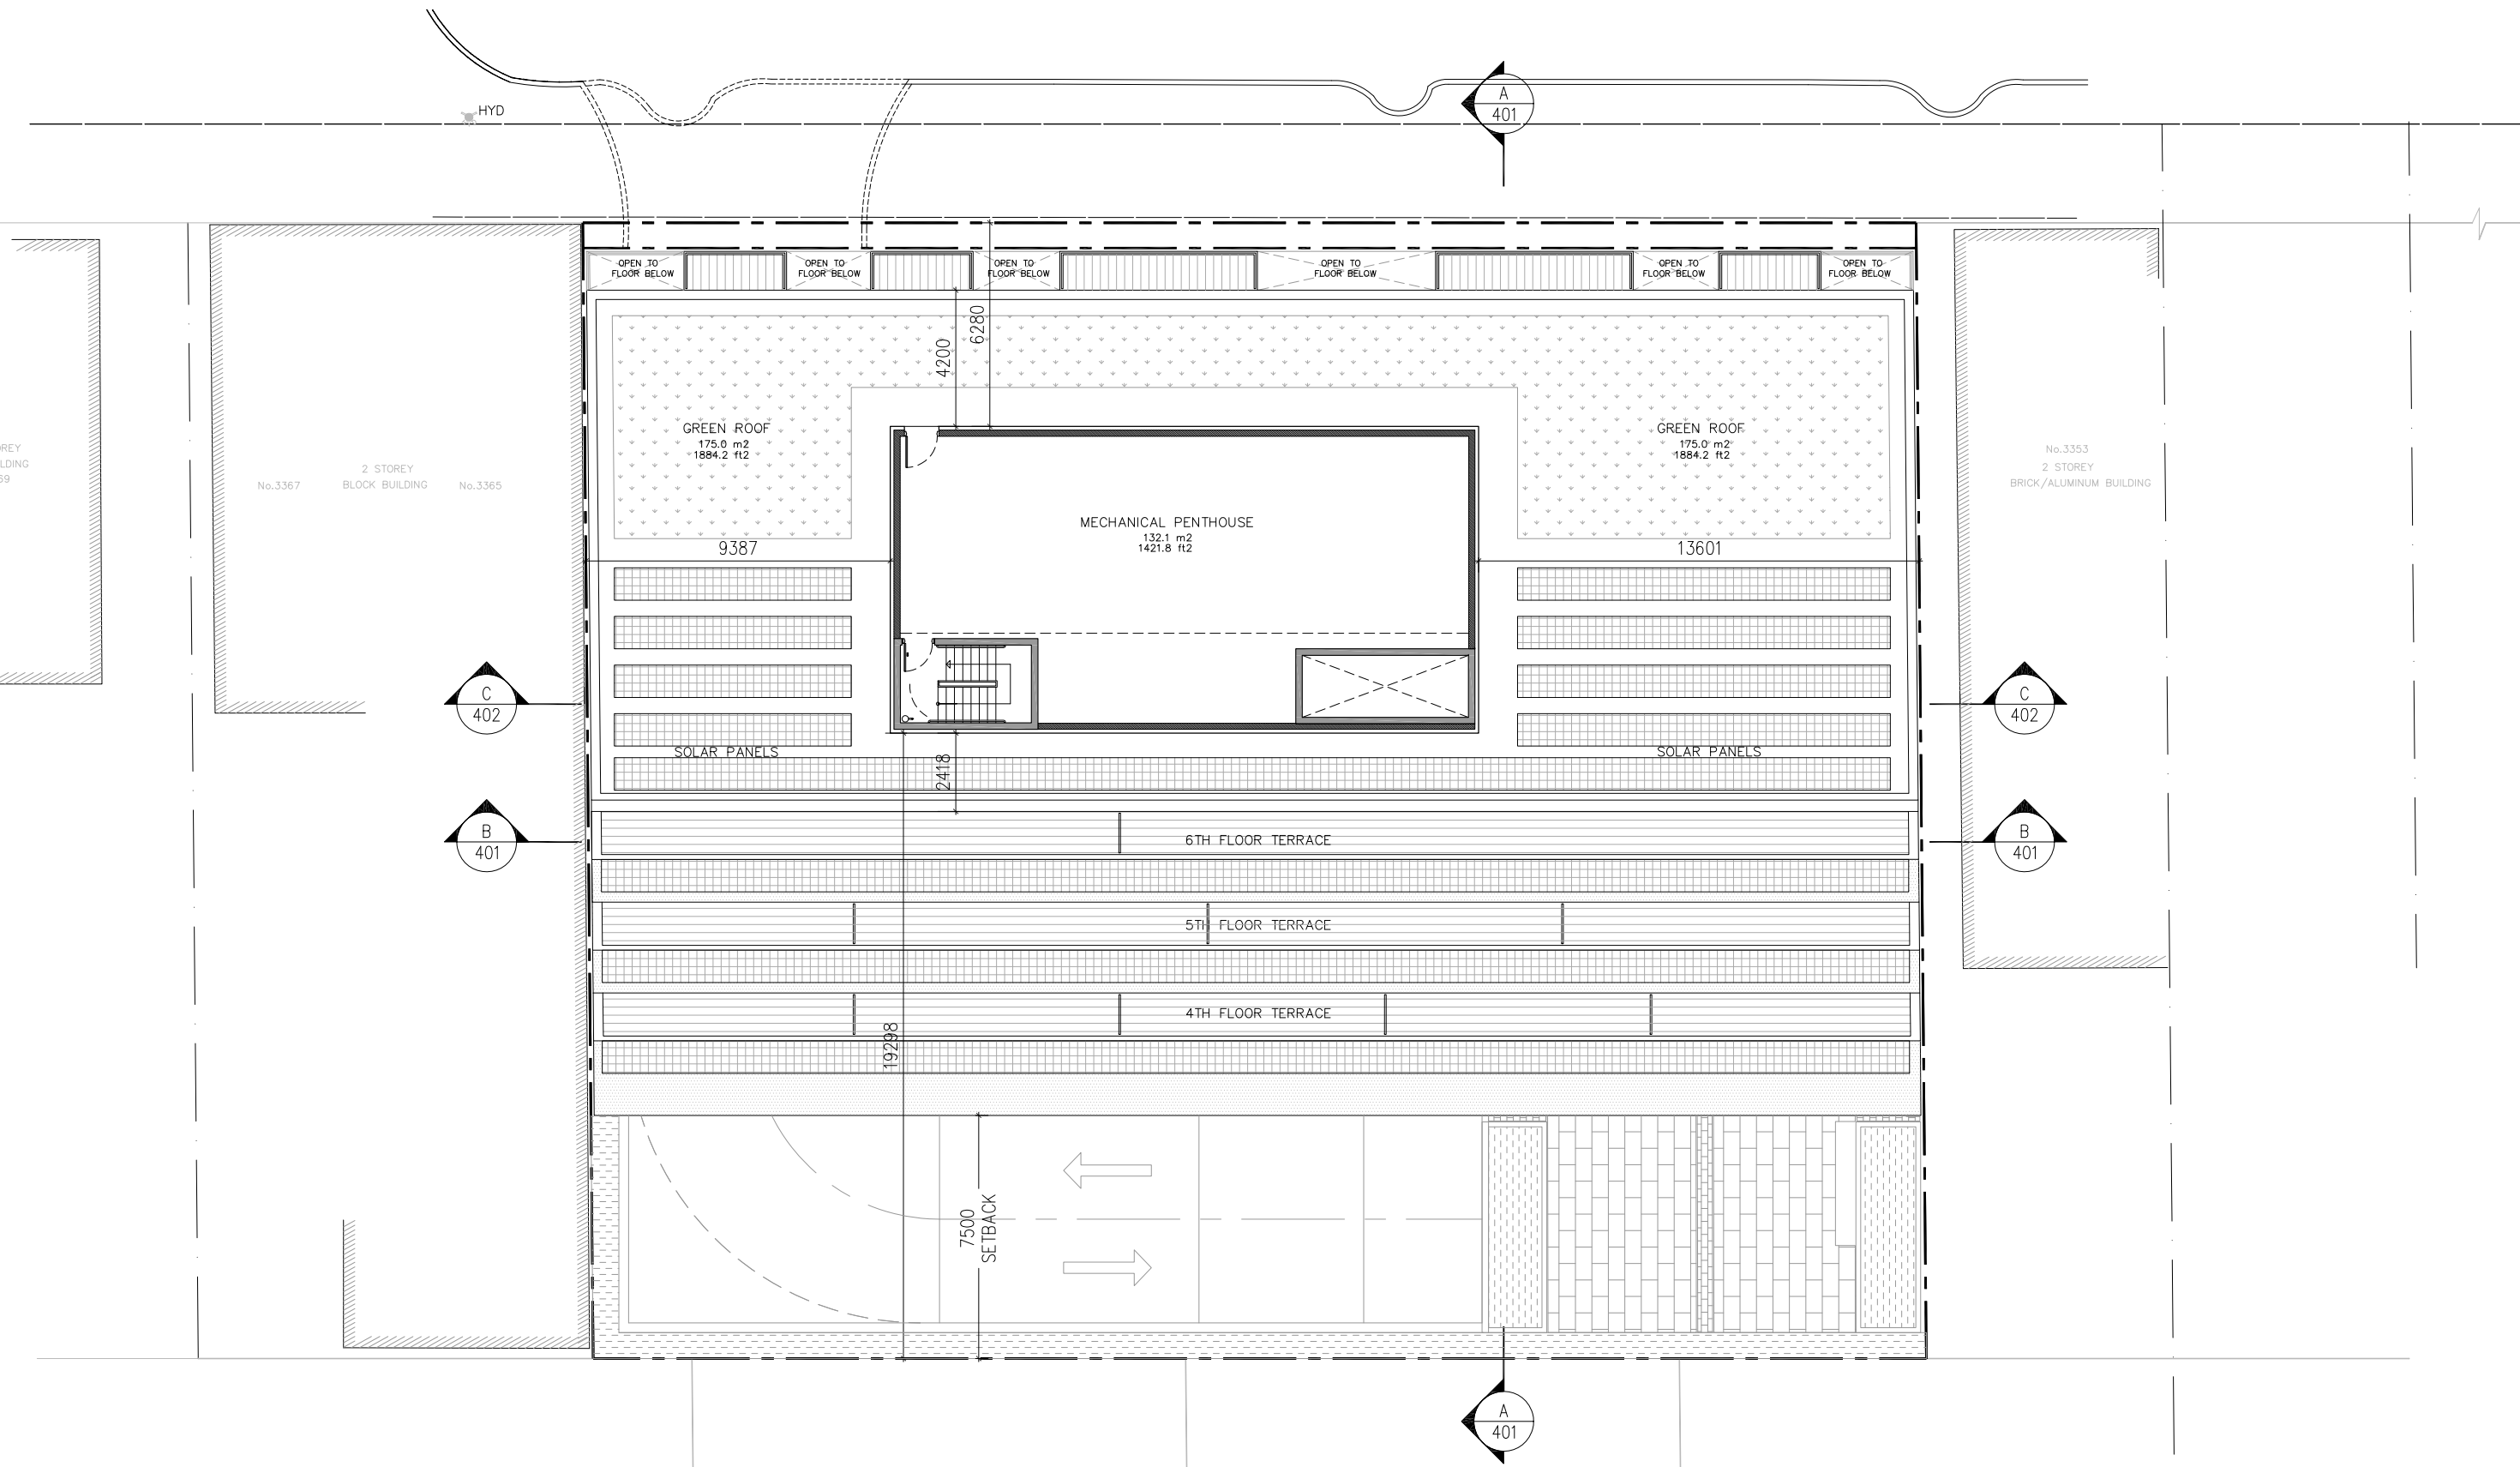 HYD
A
401
OPEN TO
FLOOR BELOW
OPEN TO
FLOOR BELOW
OPEN TO
FLOOR BELOW
OPEN TO
FLOOR BELOW
OPEN TO
FLOOR BELOW
OPEN TO
FLOOR BELOW
6280
4200
GREEN ROOF
175.0 m2
1884.2 ft2
GREEN ROOF
175.0 m2
1884.2 ft2
2 STOREY
BLOCK BUILDING
No.3367
No.3365
No.3353
2 STOREY
BRICK/ALUMINUM BUILDING
MECHANICAL PENTHOUSE
132.1 m2
1421.8 ft2
9387
13601
C
402
C
402
SOLAR PANELS
SOLAR PANELS
2418
B
401
B
401
6TH FLOOR TERRACE
5TH FLOOR TERRACE
4TH FLOOR TERRACE
19298
7500
SETBACK
A
401